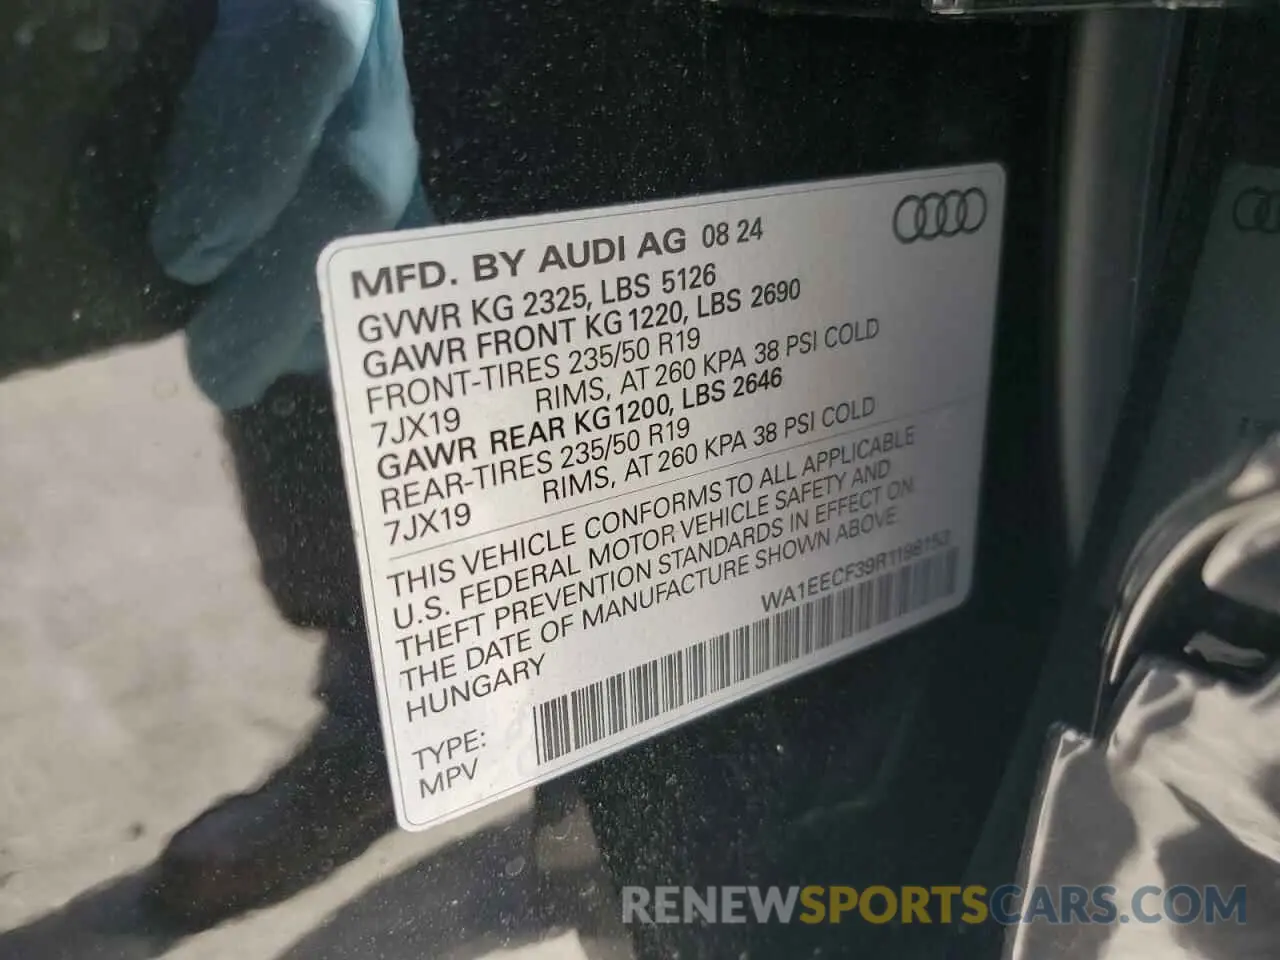 MFD. BY AUDI AG 08 24
GVWR KG 2325, LBS 5126
GAWR FRONT KG 1220, LBS 2690
FRONT-TIRES 235/50 R19
7JX19 RIMS, AT 260 KPA 38 PSI COLD
GAWR REAR KG 1200, LBS 2646
REAR-TIRES 235/50 R19
7JX19 RIMS, AT 260 KPA 38 PSI COLD
THIS VEHICLE CONFORMS TO ALL APPLICABLE
U.S. FEDERAL MOTOR VEHICLE SAFETY AND
THEFT PREVENTION STANDARDS IN EFFECT ON
THE DATE OF MANUFACTURE SHOWN ABOVE.
HUNGARY
TYPE:
MPV
RENEWSPORTSCARS.COM